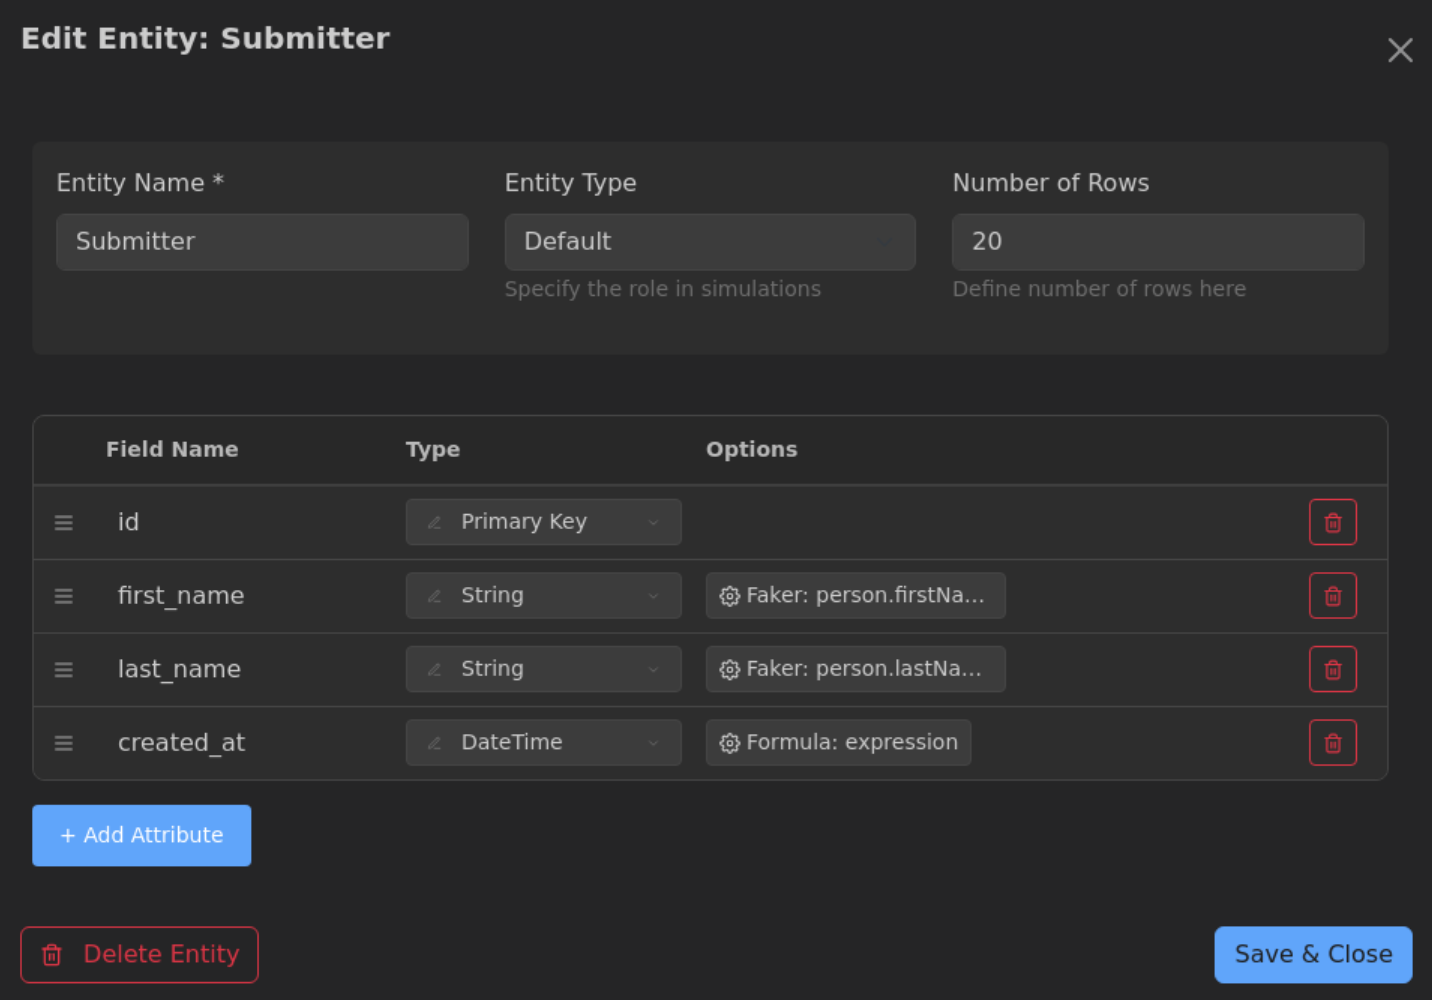 Edit Entity: Submitter
Entity Name * Entity Type Number of Rows
Submitter Default 20
Specify the role in simulations Define number of rows here
Field Name Type Options
id Primary Key
first_name String Faker: person.firstNa...
last_name String Faker: person.lastNa...
created_at DateTime Formula: expression
+ Add Attribute
Delete Entity Save & Close